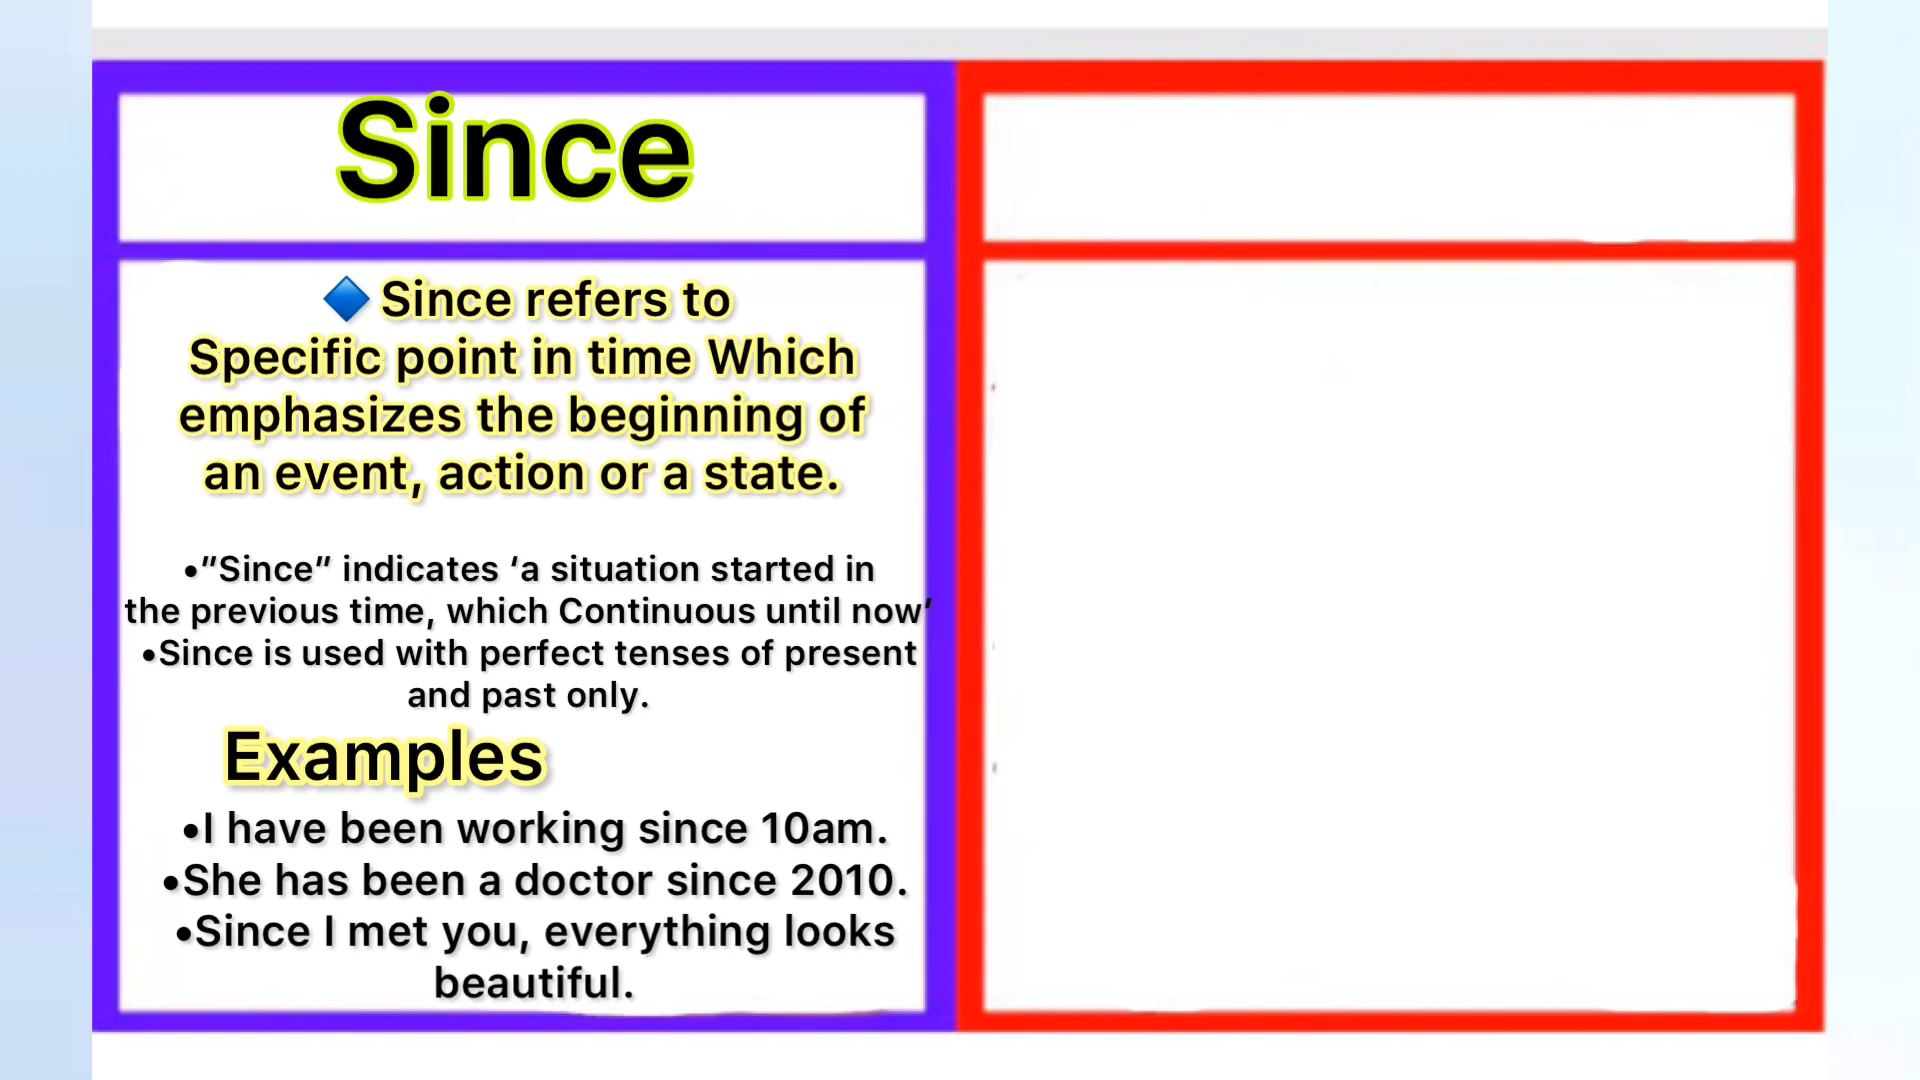 Since
🔷 Since refers to
Specific point in time Which
emphasizes the beginning of
an event, action or a state.
•”Since” indicates ‘a situation started in
the previous time, which Continuous until now’
•Since is used with perfect tenses of present
and past only.
Examples
•I have been working since 10am.
•She has been a doctor since 2010.
•Since I met you, everything looks
beautiful.